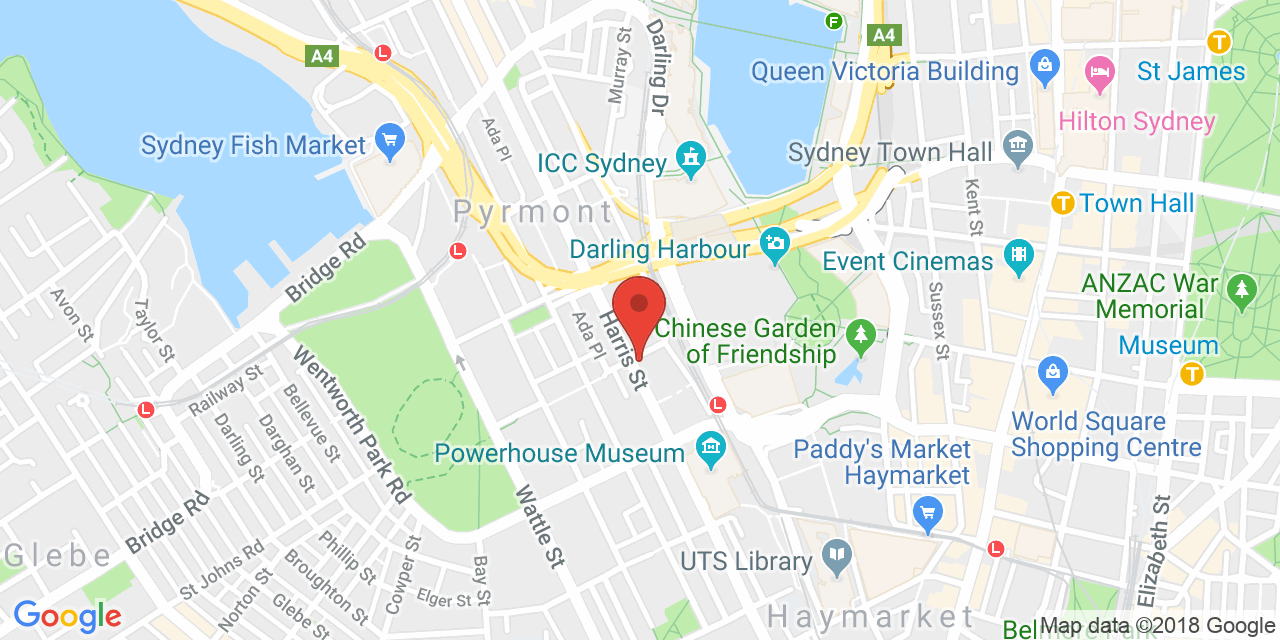 A4
L
Murray St
Darling Dr
F
A4
T
Queen Victoria Building
St James
Hilton Sydney
Sydney Fish Market
Ada Pl
ICC Sydney
Sydney Town Hall
Kent St
Pyrmont
T
Town Hall
L
Bridge Rd
Darling Harbour
Event Cinemas
ANZAC War
Memorial
Avon St
Taylor St
Sussex St
Harris St
Ada Pl
Chinese Garden
of Friendship
Museum
T
Railway St
Wentworth Park Rd
L
Bellevue St
Darling St
Darghan St
L
World Square
Shopping Centre
Powerhouse Museum
Paddy's Market
Haymarket
Wattle St
Bridge Rd
Elizabeth St
Glebe
St Johns Rd
Phillip St
Broughton St
Cowper St
Bay St
L
UTS Library
Norton St
Glebe St
Elger St
Haymarket
Google
Map data ©2018 Google